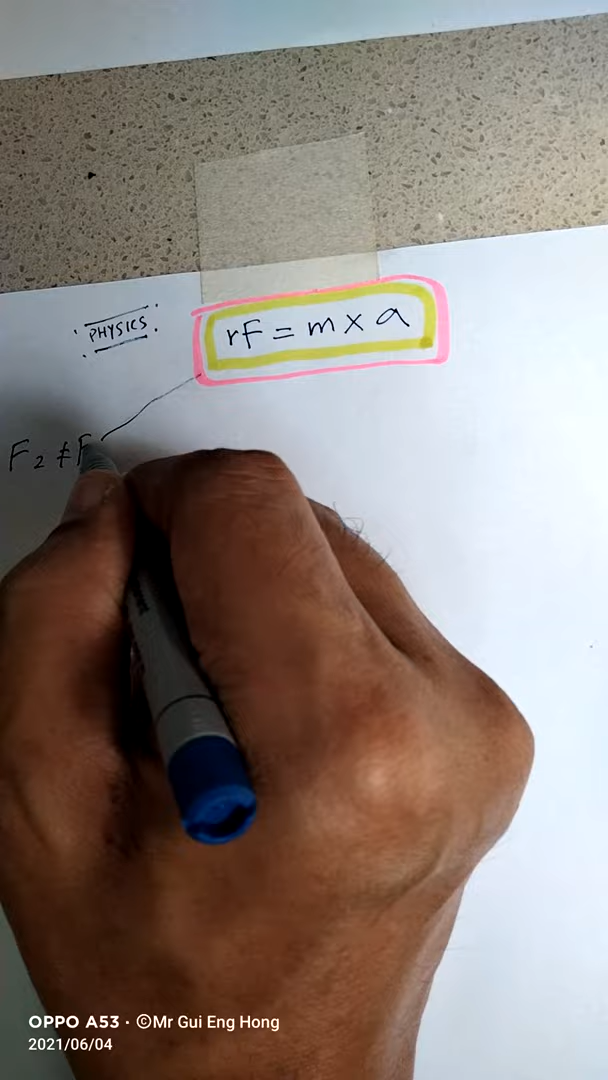 PHYSICS
rF = m × a
F₂ ≠ F
OPPO A53 · ©Mr Gui Eng Hong
2021/06/04